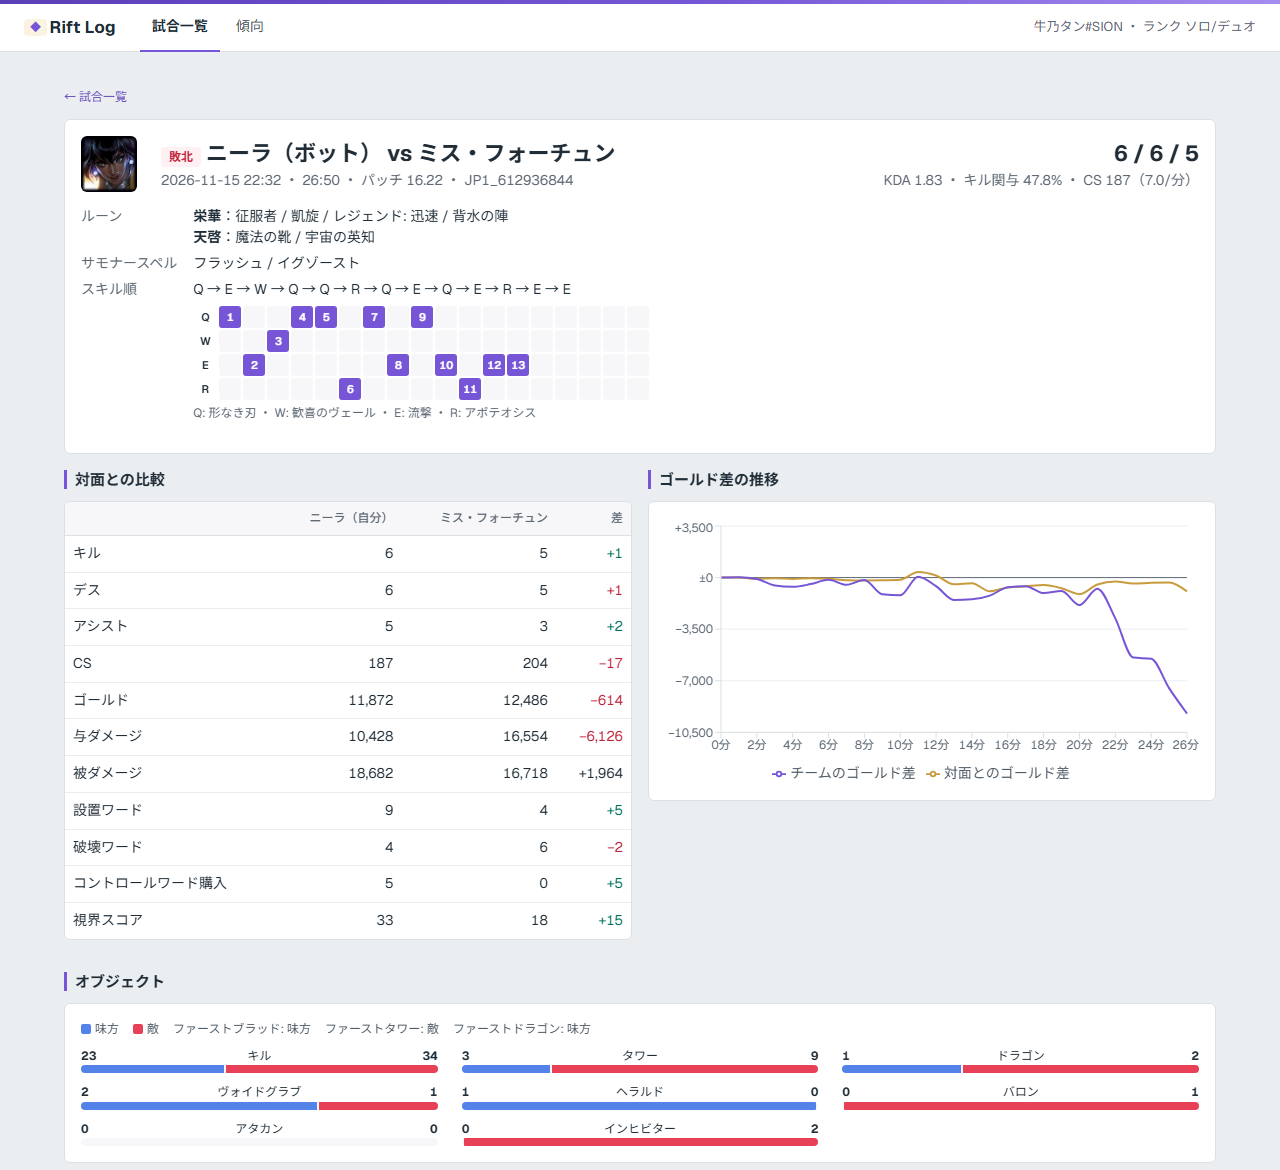 Rift Log 試合一覧 傾向 牛乃タン#SION ・ ランク ソロ/デュオ
← 試合一覧
敗北 ニーラ（ボット） vs ミス・フォーチュン 6 / 6 / 5
2026-11-15 22:32 ・ 26:50 ・ パッチ 16.22 ・ JP1_612936844 KDA 1.83 ・ キル関与 47.8% ・ CS 187（7.0/分）
ルーン 栄華：征服者 / 凱旋 / レジェンド: 迅速 / 背水の陣
天啓：魔法の靴 / 宇宙の英知
サモナースペル フラッシュ / イグゾースト
スキル順 Q → E → W → Q → Q → R → Q → E → Q → E → R → E → E
Q 1 4 5 7 9
W 3
E 2 8 10 12 13
R 6 11
Q: 形なき刃 ・ W: 歓喜のヴェール ・ E: 流撃 ・ R: アポテオシス
対面との比較
ニーラ（自分） ミス・フォーチュン 差
キル 6 5 +1
デス 6 5 +1
アシスト 5 3 +2
CS 187 204 −17
ゴールド 11,872 12,486 −614
与ダメージ 10,428 16,554 −6,126
被ダメージ 18,682 16,718 +1,964
設置ワード 9 4 +5
破壊ワード 4 6 −2
コントロールワード購入 5 0 +5
視界スコア 33 18 +15
ゴールド差の推移
+3,500
±0
−3,500
−7,000
−10,500
0分 2分 4分 6分 8分 10分 12分 14分 16分 18分 20分 22分 24分 26分
チームのゴールド差 対面とのゴールド差
オブジェクト
味方 敵 ファーストブラッド: 味方 ファーストタワー: 敵 ファーストドラゴン: 味方
23 キル 34 3 タワー 9 1 ドラゴン 2
2 ヴォイドグラブ 1 1 ヘラルド 0 0 バロン 1
0 アタカン 0 0 インヒビター 2